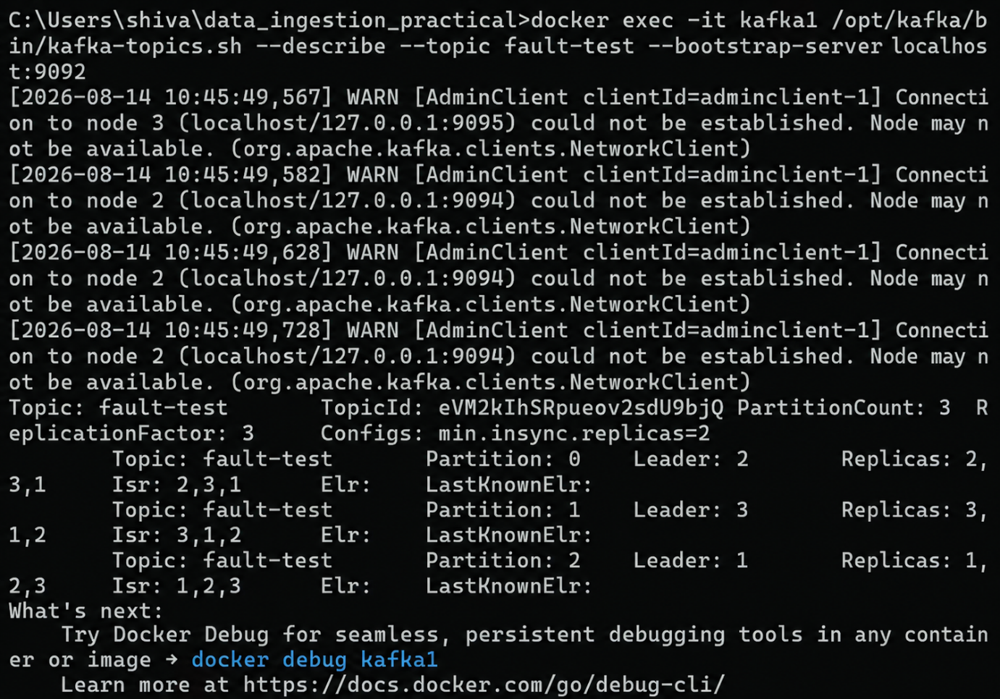 C:\Users\shiva\data_ingestion_practical>docker exec -it kafka1 /opt/kafka/b
in/kafka-topics.sh --describe --topic fault-test --bootstrap-server localhos
t:9092
[2026-08-14 10:45:49,567] WARN [AdminClient clientId=adminclient-1] Connecti
on to node 3 (localhost/127.0.0.1:9095) could not be established. Node may n
ot be available. (org.apache.kafka.clients.NetworkClient)
[2026-08-14 10:45:49,582] WARN [AdminClient clientId=adminclient-1] Connecti
on to node 2 (localhost/127.0.0.1:9094) could not be established. Node may n
ot be available. (org.apache.kafka.clients.NetworkClient)
[2026-08-14 10:45:49,628] WARN [AdminClient clientId=adminclient-1] Connecti
on to node 2 (localhost/127.0.0.1:9094) could not be established. Node may n
ot be available. (org.apache.kafka.clients.NetworkClient)
[2026-08-14 10:45:49,728] WARN [AdminClient clientId=adminclient-1] Connecti
on to node 2 (localhost/127.0.0.1:9094) could not be established. Node may n
ot be available. (org.apache.kafka.clients.NetworkClient)
Topic: fault-test TopicId: eVM2kIhSRpueov2sdU9bjQ PartitionCount: 3 R
eplicationFactor: 3 Configs: min.insync.replicas=2
Topic: fault-test Partition: 0 Leader: 2 Replicas: 2,
3,1 Isr: 2,3,1 Elr: LastKnownElr:
Topic: fault-test Partition: 1 Leader: 3 Replicas: 3,
1,2 Isr: 3,1,2 Elr: LastKnownElr:
Topic: fault-test Partition: 2 Leader: 1 Replicas: 1,
2,3 Isr: 1,2,3 Elr: LastKnownElr:
What's next:
Try Docker Debug for seamless, persistent debugging tools in any contain
er or image → docker debug kafka1
Learn more at https://docs.docker.com/go/debug-cli/